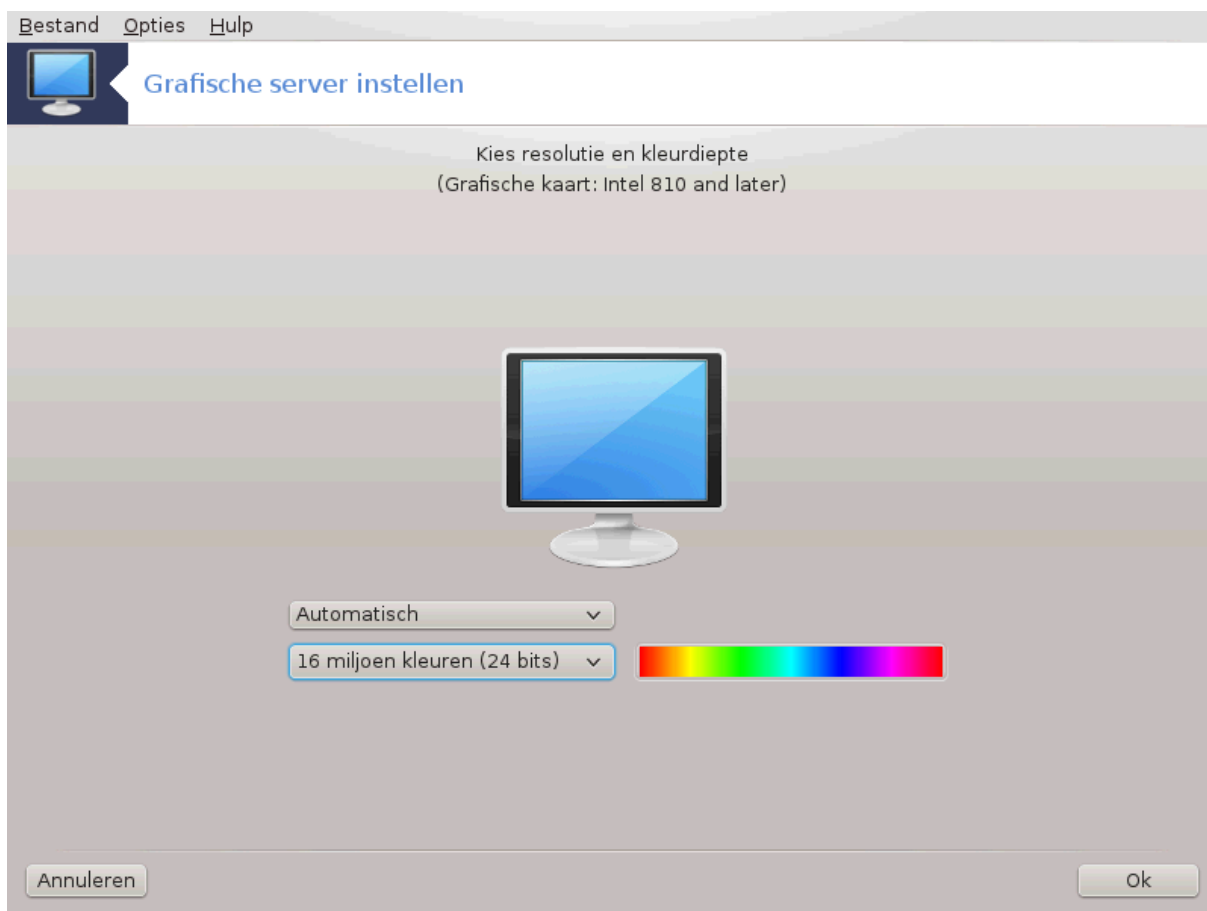 Bestand Opties Hulp
Grafische server instellen
Kies resolutie en kleurdiepte
(Grafische kaart: Intel 810 and later)
Automatisch
16 miljoen kleuren (24 bits)
Annuleren Ok